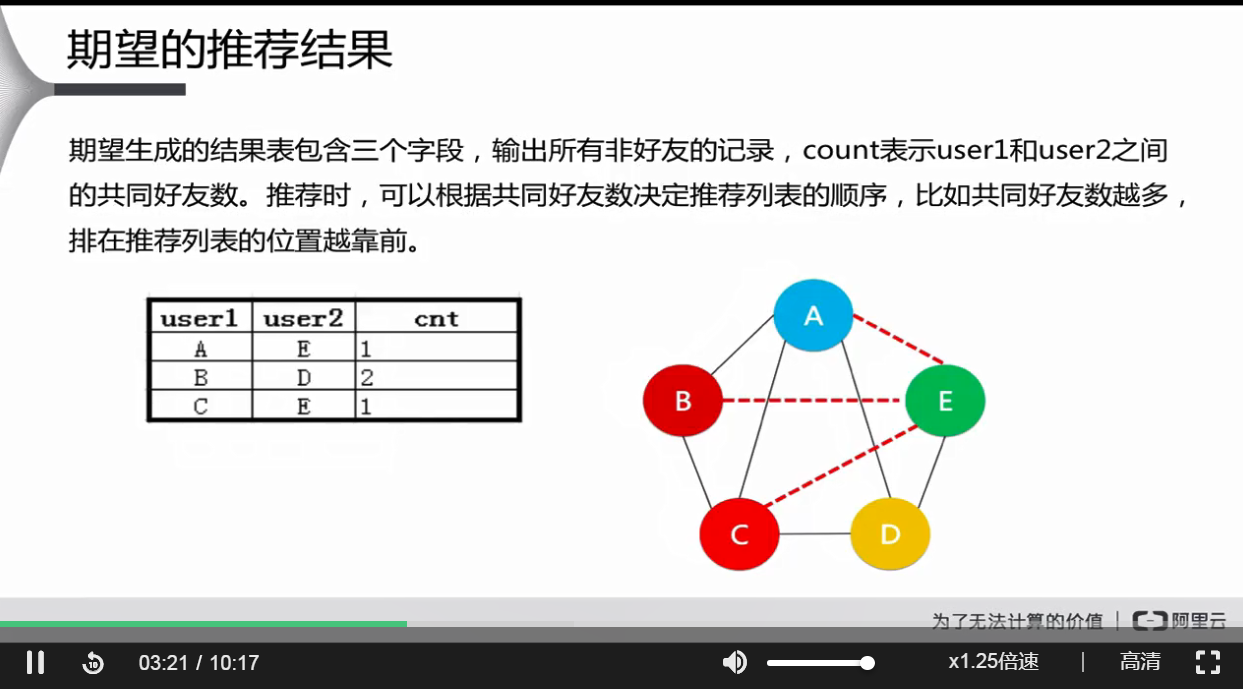 期望的推荐结果
期望生成的结果表包含三个字段，输出所有非好友的记录，count表示user1和user2之间
的共同好友数。推荐时，可以根据共同好友数决定推荐列表的顺序，比如共同好友数越多，
排在推荐列表的位置越靠前。
user1 user2 cnt
A E 1
B D 2
C E 1
A
B
E
C
D
为了无法计算的价值 | 阿里云
10
03:21 / 10:17
x1.25倍速 | 高清